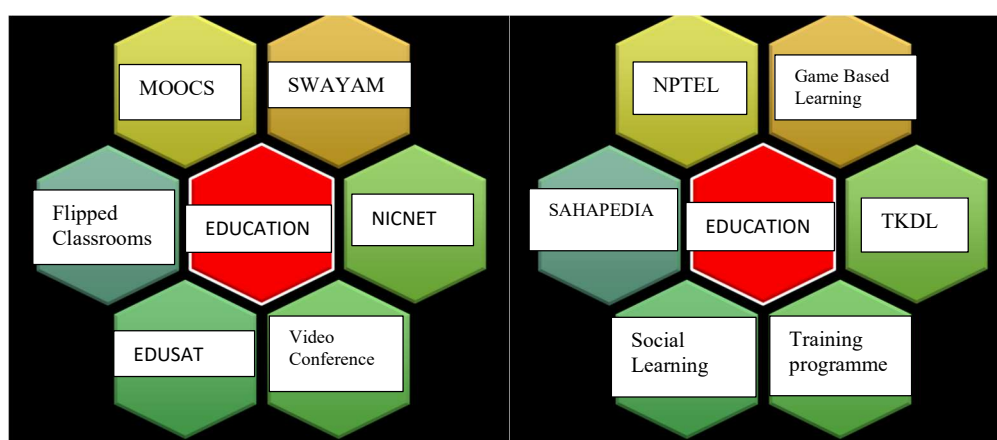 MOOCS
SWAYAM
Flipped
Classrooms
EDUCATION
NICNET
EDUSAT
Video
Conference
NPTEL
Game Based
Learning
SAHAPEDIA
EDUCATION
TKDL
Social
Learning
Training
programme